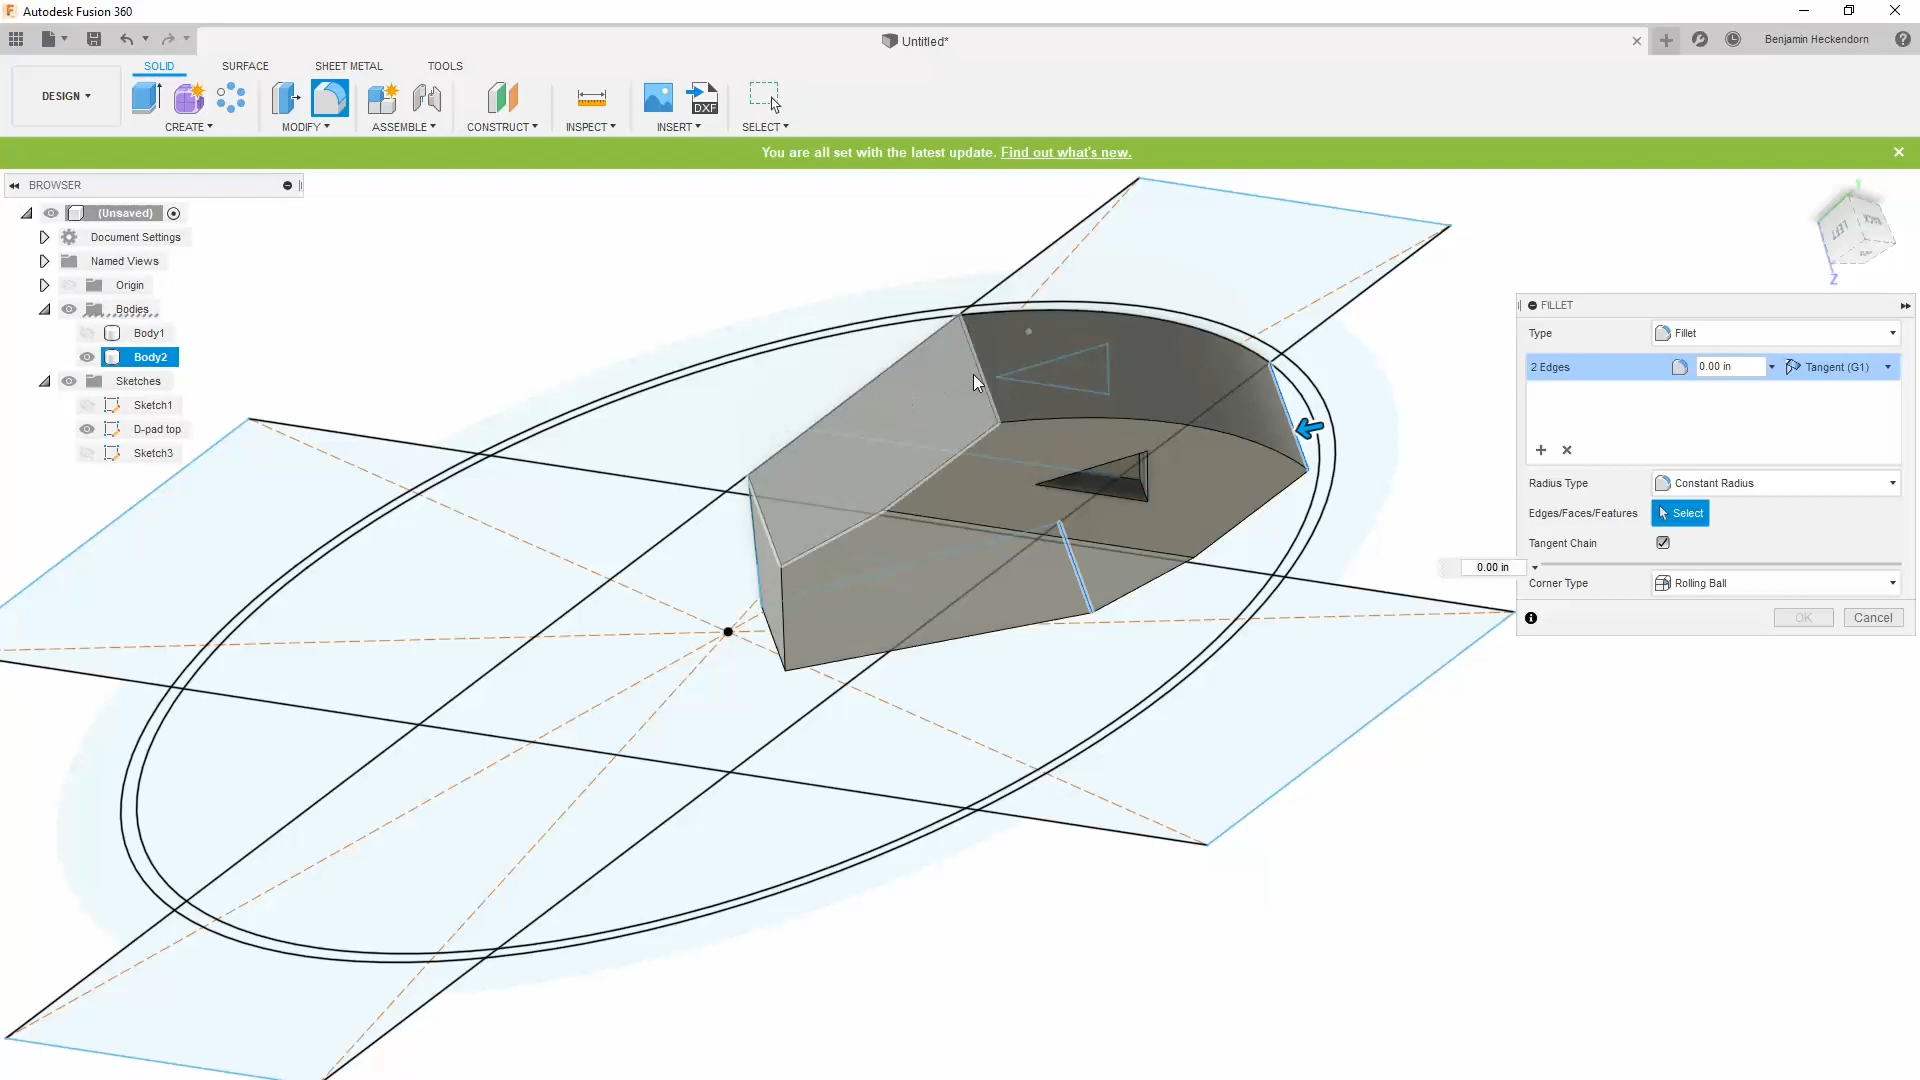 Autodesk Fusion 360
Untitled*
Benjamin Heckendorn
DESIGN
SOLID
SURFACE
SHEET METAL
TOOLS
CREATE
MODIFY
ASSEMBLE
CONSTRUCT
INSPECT
DXF
INSERT
SELECT
You are all set with the latest update. Find out what's new.
BROWSER
(Unsaved)
Document Settings
Named Views
Origin
Bodies
Body1
Body2
Sketches
Sketch1
D-pad top
Sketch3
Y
LEFT
BACK
Z
FILLET
Type
Fillet
2 Edges
0.00 in
Tangent (G1)
Radius Type
Constant Radius
Edges/Faces/Features
Select
Tangent Chain
0.00 in
Corner Type
Rolling Ball
OK
Cancel